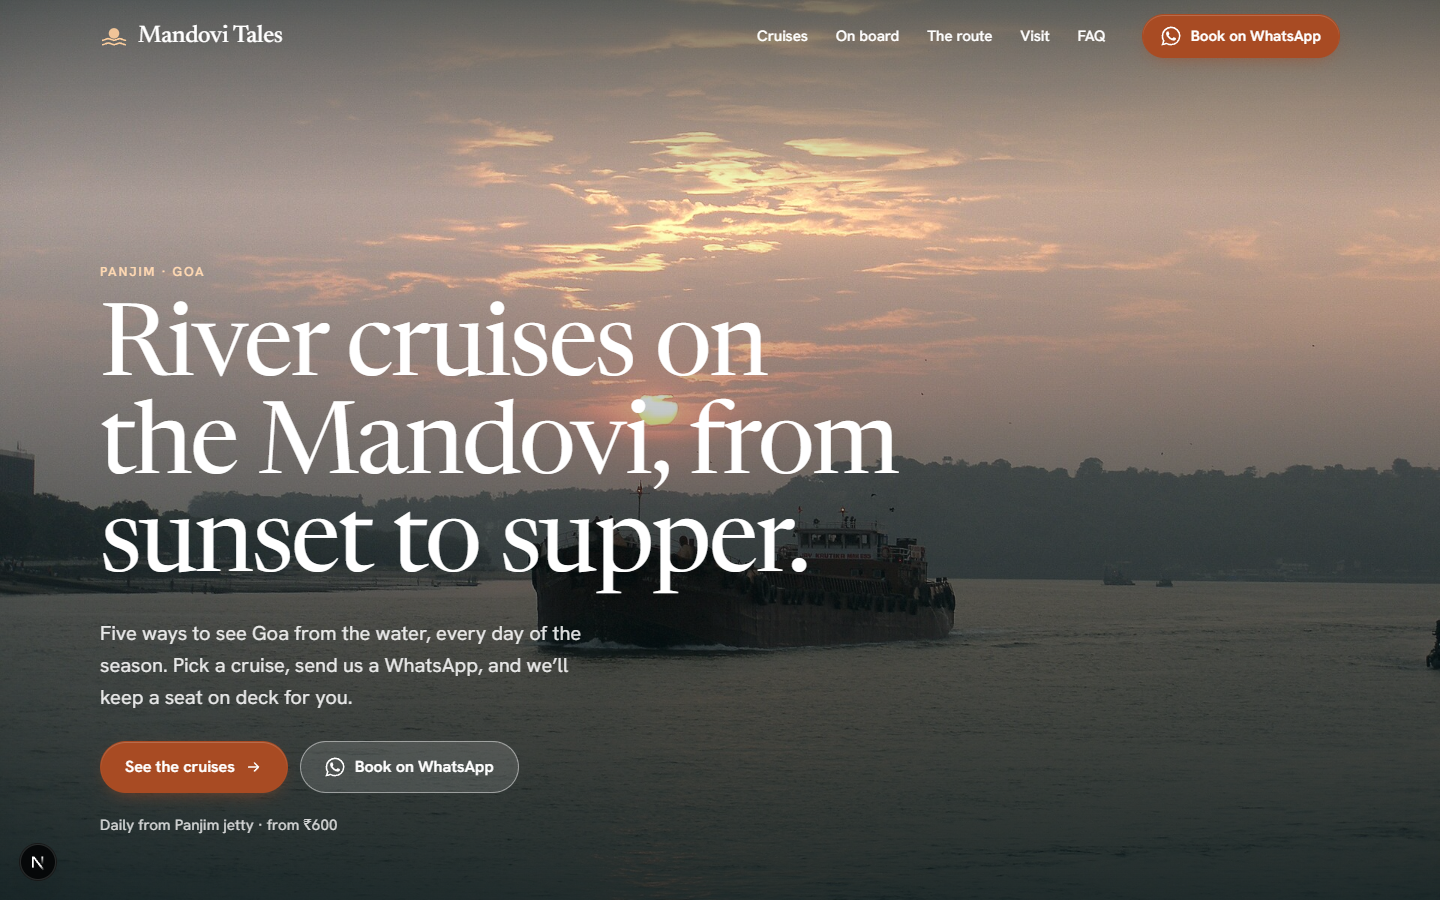 Mandovi Tales
Cruises On board The route Visit FAQ Book on WhatsApp
PANJIM · GOA
River cruises on
the Mandovi, from
sunset to supper.
Five ways to see Goa from the water, every day of the
season. Pick a cruise, send us a WhatsApp, and we’ll
keep a seat on deck for you.
See the cruises → Book on WhatsApp
Daily from Panjim jetty · from ₹600
N